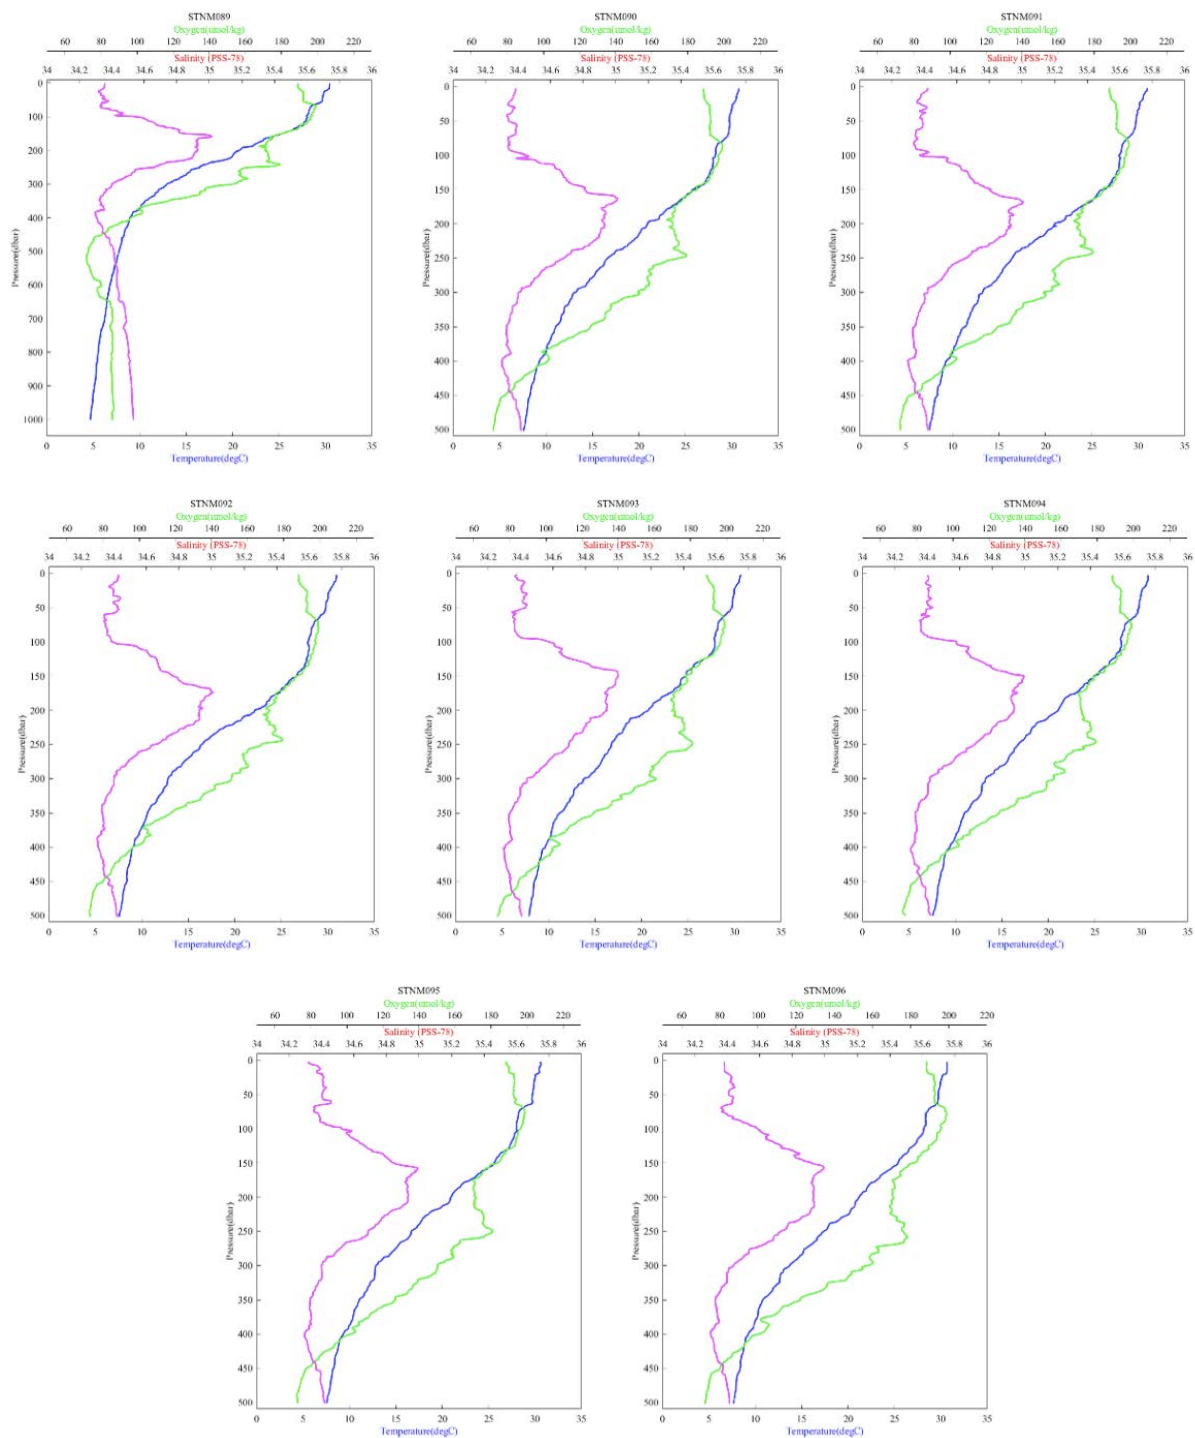 STNM089
Oxygen(umol/kg)
60 80 100 120 140 160 180 200 220
Salinity (PSS-78)
34 34.2 34.4 34.6 34.8 35 35.2 35.4 35.6 35.8 36
0
100
200
300
400
500
600
700
800
900
1000
Pressure(dbar)
0 5 10 15 20 25 30 35
Temperature(degC)
STNM090
Oxygen(umol/kg)
60 80 100 120 140 160 180 200 220
Salinity (PSS-78)
34 34.2 34.4 34.6 34.8 35 35.2 35.4 35.6 35.8 36
0
50
100
150
200
250
300
350
400
450
500
Pressure(dbar)
0 5 10 15 20 25 30 35
Temperature(degC)
STNM091
Oxygen(umol/kg)
60 80 100 120 140 160 180 200 220
Salinity (PSS-78)
34 34.2 34.4 34.6 34.8 35 35.2 35.4 35.6 35.8 36
0
50
100
150
200
250
300
350
400
450
500
Pressure(dbar)
0 5 10 15 20 25 30 35
Temperature(degC)
STNM092
Oxygen(umol/kg)
60 80 100 120 140 160 180 200 220
Salinity (PSS-78)
34 34.2 34.4 34.6 34.8 35 35.2 35.4 35.6 35.8 36
0
50
100
150
200
250
300
350
400
450
500
Pressure(dbar)
0 5 10 15 20 25 30 35
Temperature(degC)
STNM093
Oxygen(umol/kg)
60 80 100 120 140 160 180 200 220
Salinity (PSS-78)
34 34.2 34.4 34.6 34.8 35 35.2 35.4 35.6 35.8 36
0
50
100
150
200
250
300
350
400
450
500
Pressure(dbar)
0 5 10 15 20 25 30 35
Temperature(degC)
STNM094
Oxygen(umol/kg)
60 80 100 120 140 160 180 200 220
Salinity (PSS-78)
34 34.2 34.4 34.6 34.8 35 35.2 35.4 35.6 35.8 36
0
50
100
150
200
250
300
350
400
450
500
Pressure(dbar)
0 5 10 15 20 25 30 35
Temperature(degC)
STNM095
Oxygen(umol/kg)
60 80 100 120 140 160 180 200 220
Salinity (PSS-78)
34 34.2 34.4 34.6 34.8 35 35.2 35.4 35.6 35.8 36
0
50
100
150
200
250
300
350
400
450
500
Pressure(dbar)
0 5 10 15 20 25 30 35
Temperature(degC)
STNM096
Oxygen(umol/kg)
60 80 100 120 140 160 180 200 220
Salinity (PSS-78)
34 34.2 34.4 34.6 34.8 35 35.2 35.4 35.6 35.8 36
0
50
100
150
200
250
300
350
400
450
500
Pressure(dbar)
0 5 10 15 20 25 30 35
Temperature(degC)